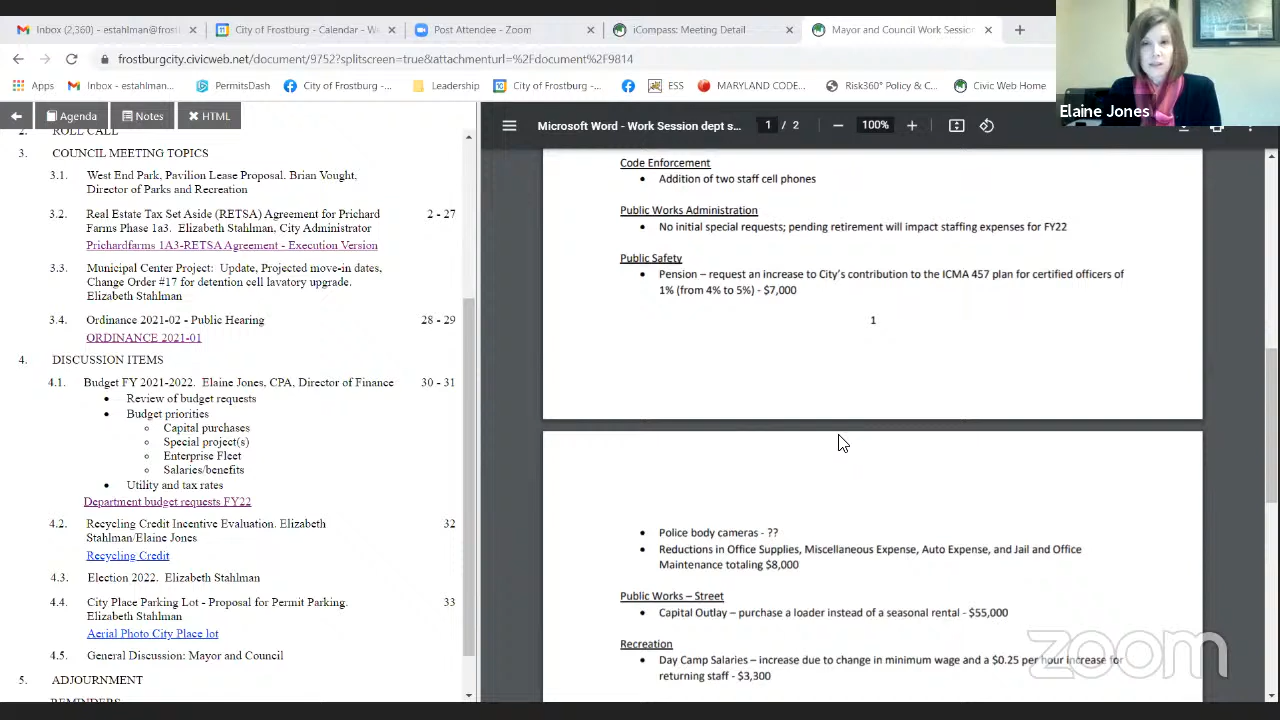 Inbox (2,360) - estahlman@frost
City of Frostburg - Calendar - We
Post Attendee - Zoom
iCompass: Meeting Detail
Mayor and Council Work Session
frostburgcity.civicweb.net/document/9752?splitscreen=true&attachmenturl=%2Fdocument%2F9814
Apps
Inbox - estahlman...
City of Frostburg -...
PermitsDash
City of Frostburg -...
Leadership
City of Frostburg -...
ESS
MARYLAND CODE...
Risk360° Policy & C...
Civic Web Home
Elaine Jones
Agenda
Notes
HTML
2. ROLL CALL
3. COUNCIL MEETING TOPICS
3.1. West End Park, Pavilion Lease Proposal. Brian Vought,
Director of Parks and Recreation
3.2. Real Estate Tax Set Aside (RETSA) Agreement for Prichard 2 - 27
Farms Phase 1a3. Elizabeth Stahlman, City Administrator
Prichardfarms 1A3-RETSA Agreement - Execution Version
3.3. Municipal Center Project: Update, Projected move-in dates,
Change Order #17 for detention cell lavatory upgrade.
Elizabeth Stahlman
3.4. Ordinance 2021-02 - Public Hearing 28 - 29
ORDINANCE 2021-01
4. DISCUSSION ITEMS
4.1. Budget FY 2021-2022. Elaine Jones, CPA, Director of Finance 30 - 31
• Review of budget requests
• Budget priorities
○ Capital purchases
○ Special project(s)
○ Enterprise Fleet
○ Salaries/benefits
• Utility and tax rates
Department budget requests FY22
4.2. Recycling Credit Incentive Evaluation. Elizabeth 32
Stahlman/Elaine Jones
Recycling Credit
4.3. Election 2022. Elizabeth Stahlman
4.4. City Place Parking Lot - Proposal for Permit Parking. 33
Elizabeth Stahlman
Aerial Photo City Place lot
4.5. General Discussion: Mayor and Council
5. ADJOURNMENT
REMINDERS
Microsoft Word - Work Session dept s...
1 / 2
100%
Code Enforcement
• Addition of two staff cell phones
Public Works Administration
• No initial special requests; pending retirement will impact staffing expenses for FY22
Public Safety
• Pension – request an increase to City's contribution to the ICMA 457 plan for certified officers of
1% (from 4% to 5%) - $7,000
1
• Police body cameras - ??
• Reductions in Office Supplies, Miscellaneous Expense, Auto Expense, and Jail and Office
Maintenance totaling $8,000
Public Works – Street
• Capital Outlay – purchase a loader instead of a seasonal rental - $55,000
Recreation
• Day Camp Salaries – increase due to change in minimum wage and a $0.25 per hour increase for
returning staff - $3,300
zoom